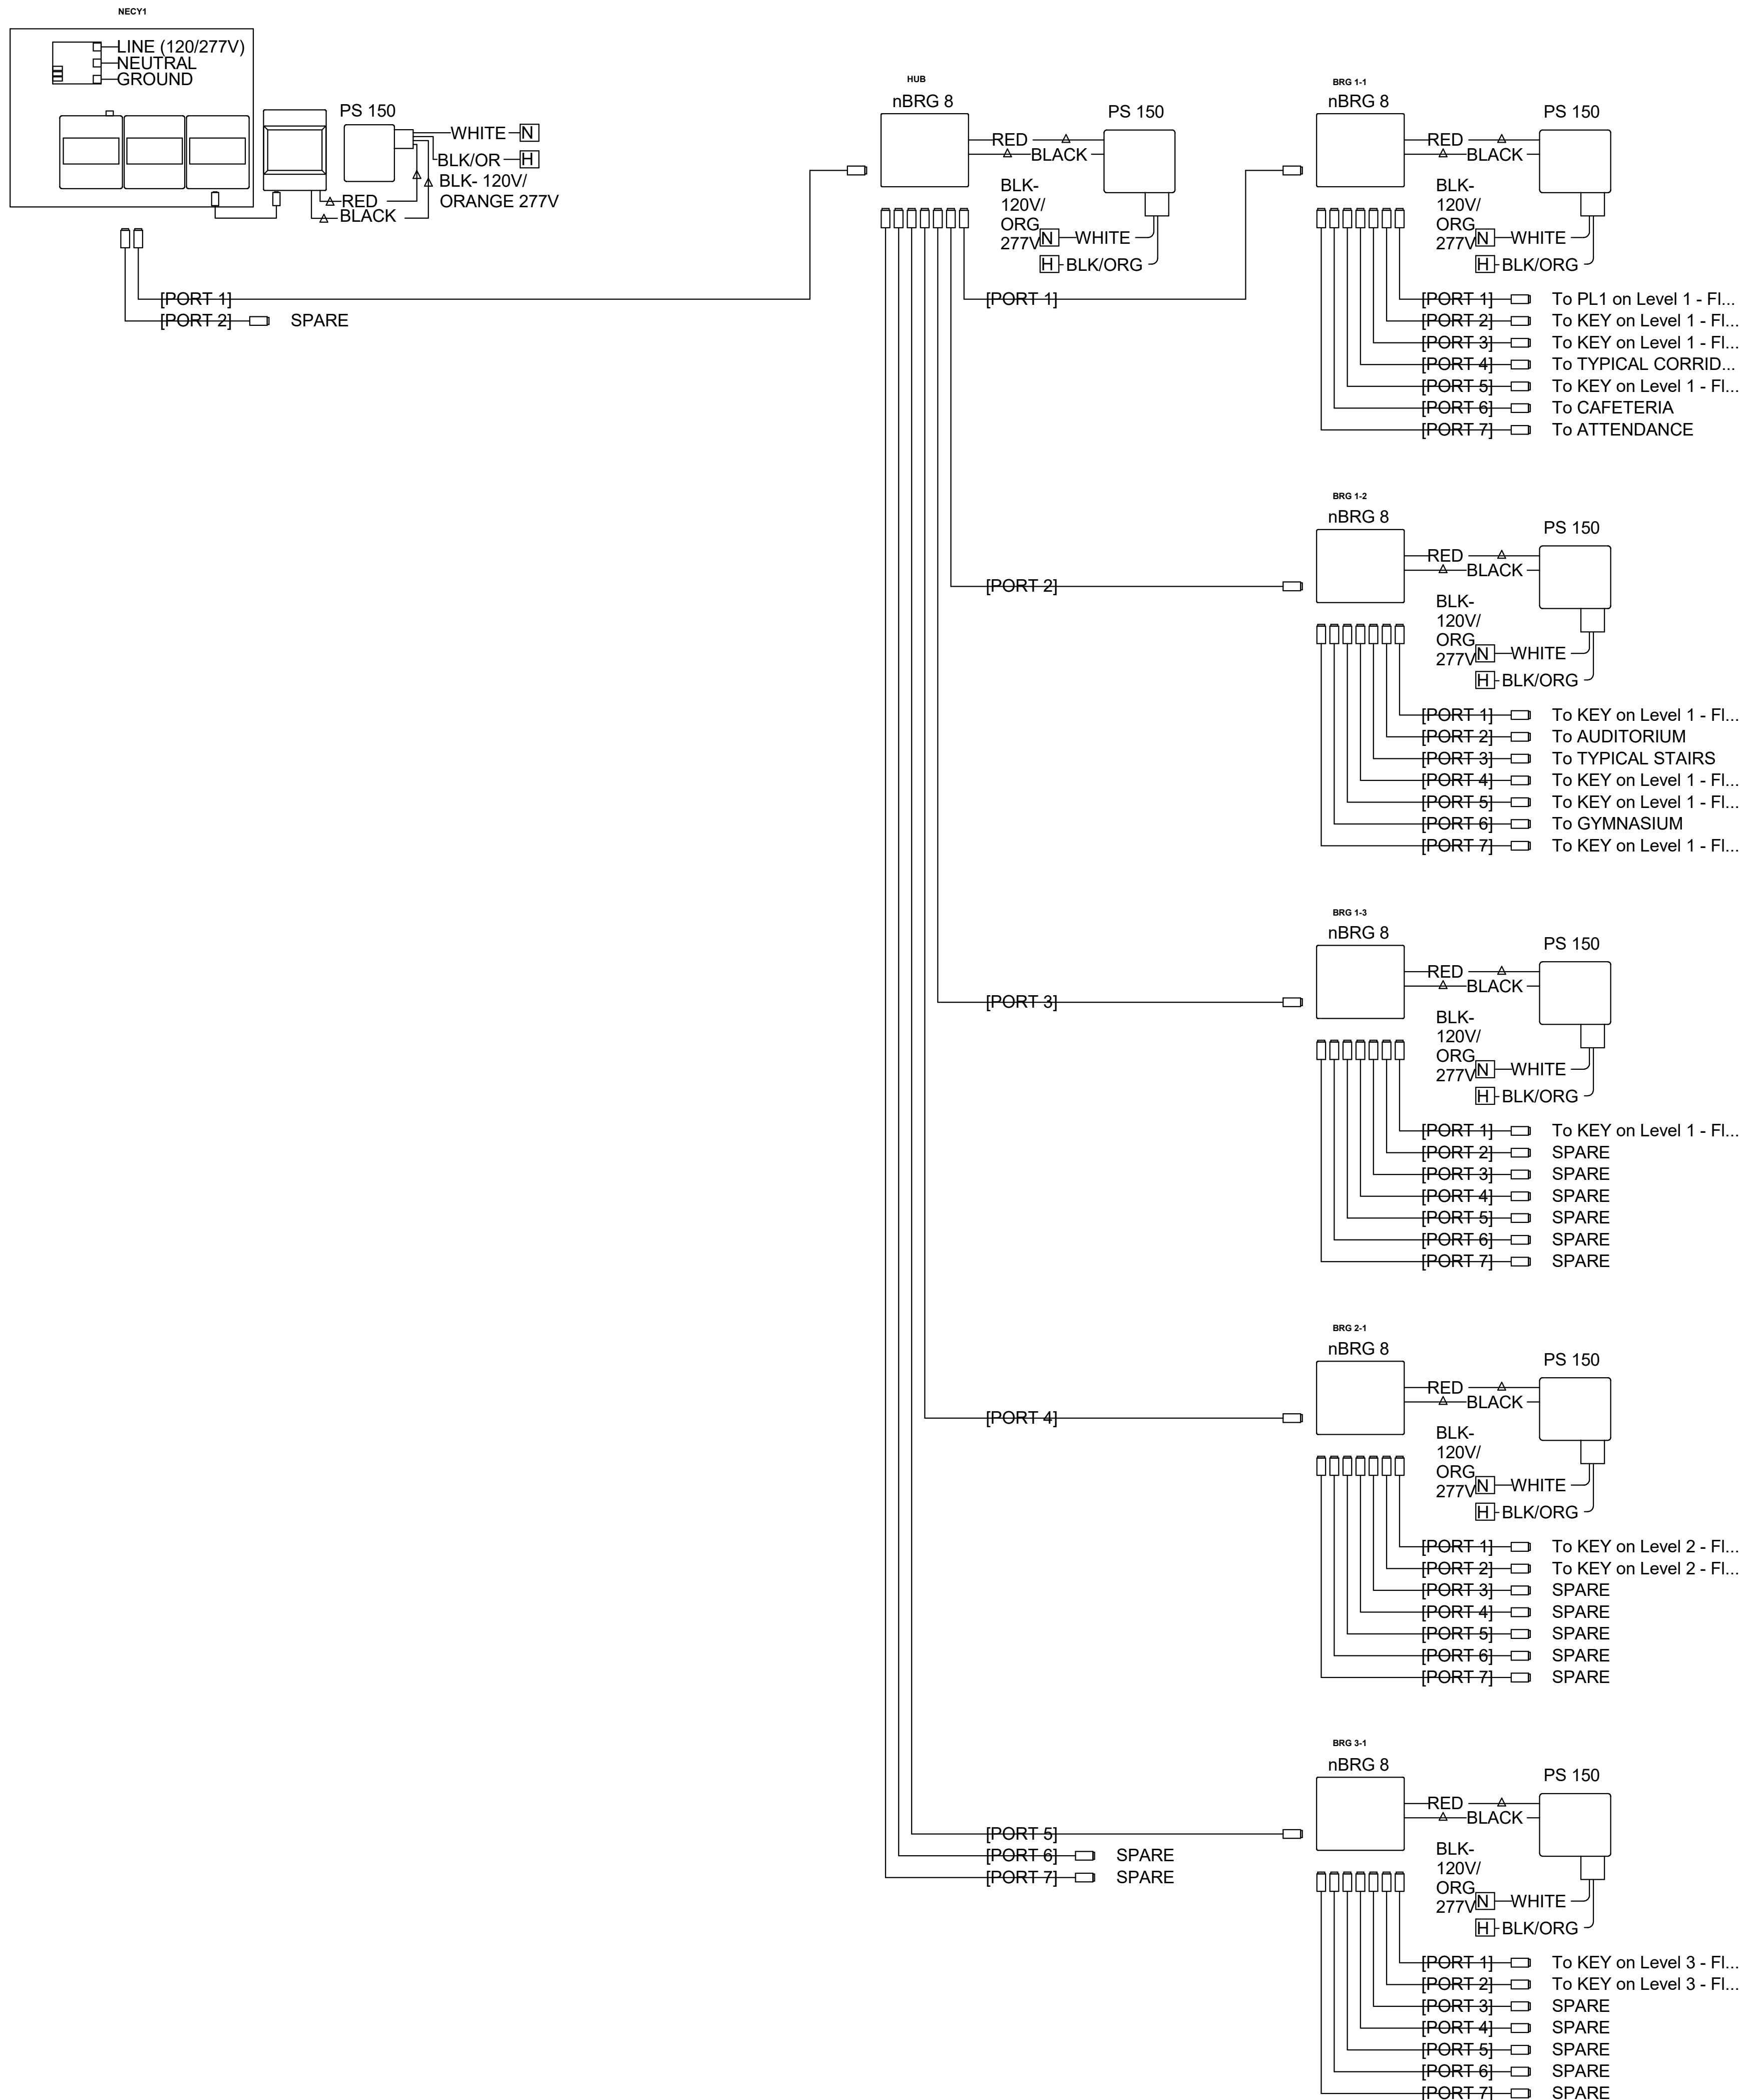 NECY1
LINE (120/277V)
NEUTRAL
GROUND
PS 150
WHITE N
BLK/OR H
BLK- 120V/
ORANGE 277V
RED
BLACK
[PORT 1]
[PORT 2] SPARE
HUB
nBRG 8
PS 150
RED
BLACK
BLK-
120V/
ORG
277V
N WHITE
H BLK/ORG
[PORT 1]
[PORT 2]
[PORT 3]
[PORT 4]
[PORT 5]
[PORT 6] SPARE
[PORT 7] SPARE
BRG 1-1
nBRG 8
PS 150
RED
BLACK
BLK-
120V/
ORG
277V
N WHITE
H BLK/ORG
[PORT 1] To PL1 on Level 1 - Fl...
[PORT 2] To KEY on Level 1 - Fl...
[PORT 3] To KEY on Level 1 - Fl...
[PORT 4] To TYPICAL CORRID...
[PORT 5] To KEY on Level 1 - Fl...
[PORT 6] To CAFETERIA
[PORT 7] To ATTENDANCE
BRG 1-2
nBRG 8
PS 150
RED
BLACK
BLK-
120V/
ORG
277V
N WHITE
H BLK/ORG
[PORT 1] To KEY on Level 1 - Fl...
[PORT 2] To AUDITORIUM
[PORT 3] To TYPICAL STAIRS
[PORT 4] To KEY on Level 1 - Fl...
[PORT 5] To KEY on Level 1 - Fl...
[PORT 6] To GYMNASIUM
[PORT 7] To KEY on Level 1 - Fl...
BRG 1-3
nBRG 8
PS 150
RED
BLACK
BLK-
120V/
ORG
277V
N WHITE
H BLK/ORG
[PORT 1] To KEY on Level 1 - Fl...
[PORT 2] SPARE
[PORT 3] SPARE
[PORT 4] SPARE
[PORT 5] SPARE
[PORT 6] SPARE
[PORT 7] SPARE
BRG 2-1
nBRG 8
PS 150
RED
BLACK
BLK-
120V/
ORG
277V
N WHITE
H BLK/ORG
[PORT 1] To KEY on Level 2 - Fl...
[PORT 2] To KEY on Level 2 - Fl...
[PORT 3] SPARE
[PORT 4] SPARE
[PORT 5] SPARE
[PORT 6] SPARE
[PORT 7] SPARE
BRG 3-1
nBRG 8
PS 150
RED
BLACK
BLK-
120V/
ORG
277V
N WHITE
H BLK/ORG
[PORT 1] To KEY on Level 3 - Fl...
[PORT 2] To KEY on Level 3 - Fl...
[PORT 3] SPARE
[PORT 4] SPARE
[PORT 5] SPARE
[PORT 6] SPARE
[PORT 7] SPARE